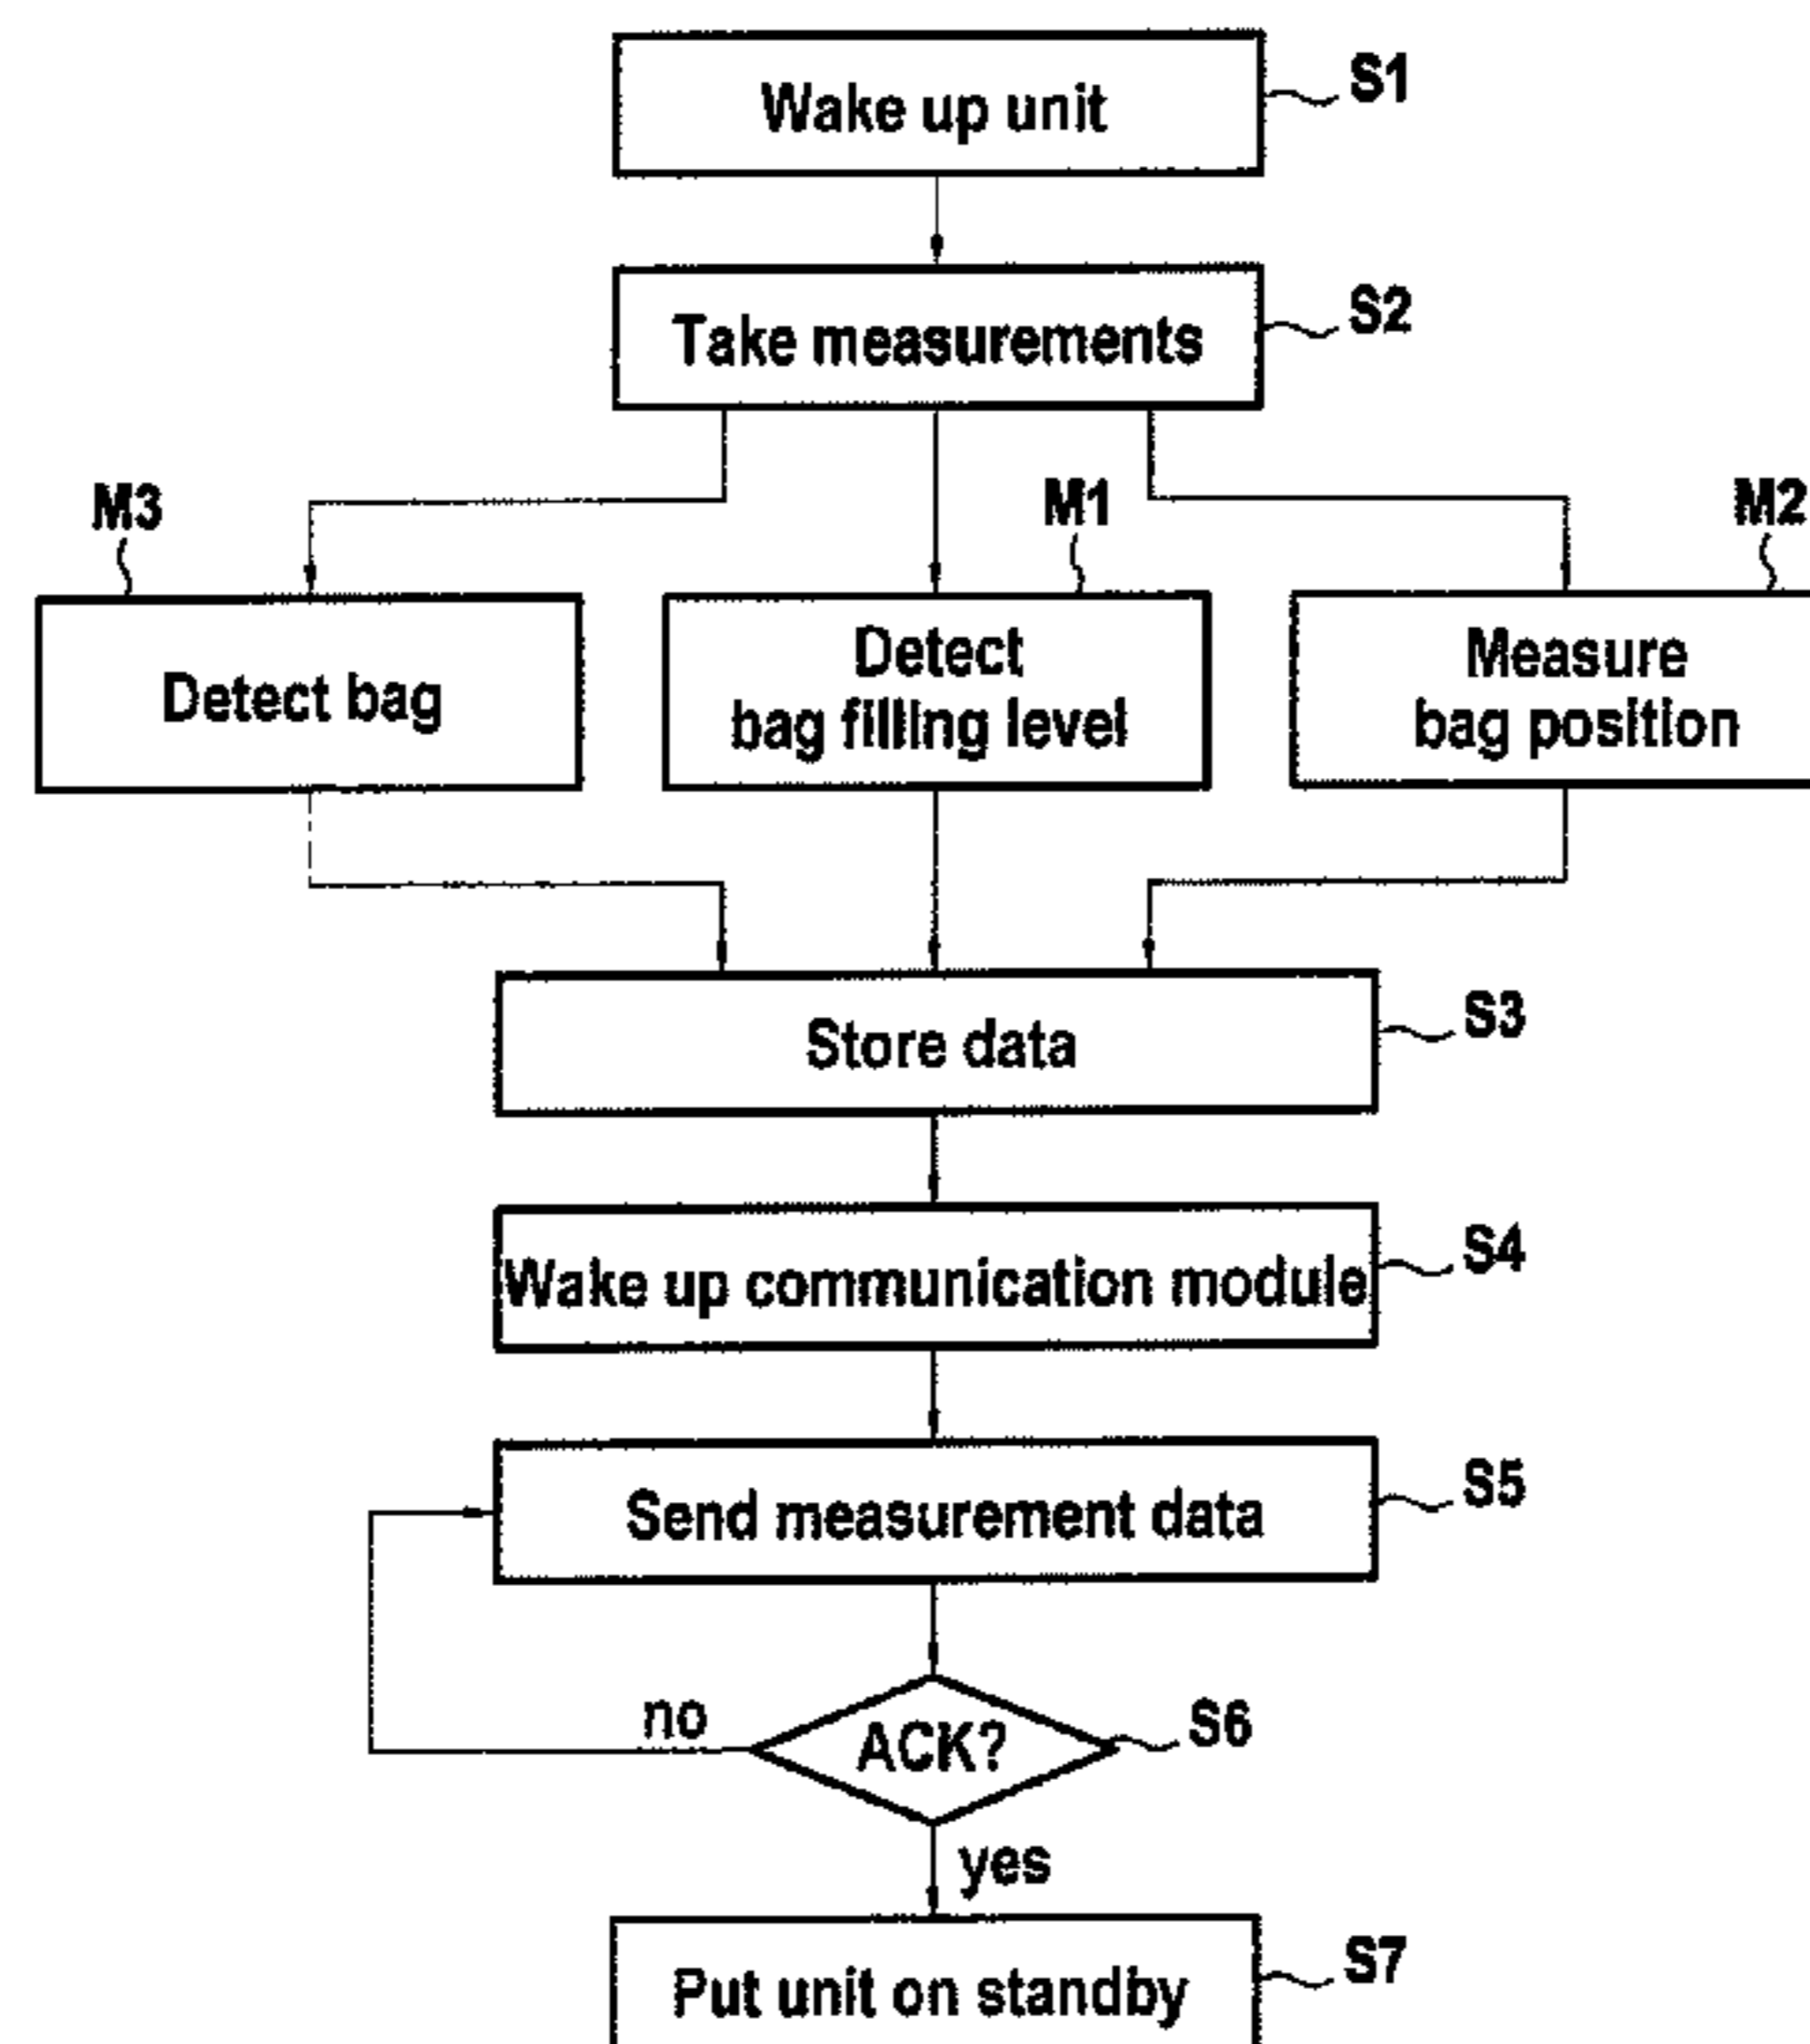 Wake up unit
S1
Take measurements
S2
M3
M1
M2
Detect bag
Detect
bag filling level
Measure
bag position
Store data
S3
Wake up communication module
S4
Send measurement data
S5
no
ACK?
S6
yes
Put unit on standby
S7